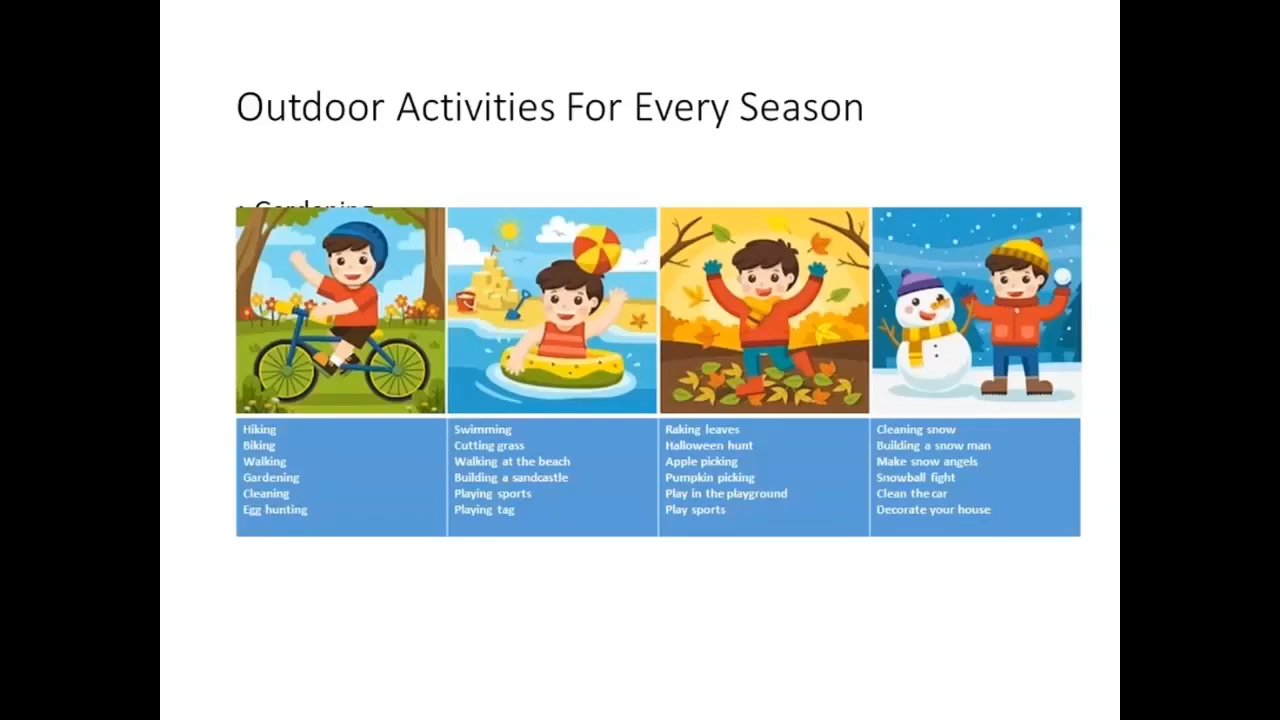 Outdoor Activities For Every Season
• Gardening
Hiking
Biking
Walking
Gardening
Cleaning
Egg hunting
Swimming
Cutting grass
Walking at the beach
Building a sandcastle
Playing sports
Playing tag
Raking leaves
Halloween hunt
Apple picking
Pumpkin picking
Play in the playground
Play sports
Cleaning snow
Building a snow man
Make snow angels
Snowball fight
Clean the car
Decorate your house